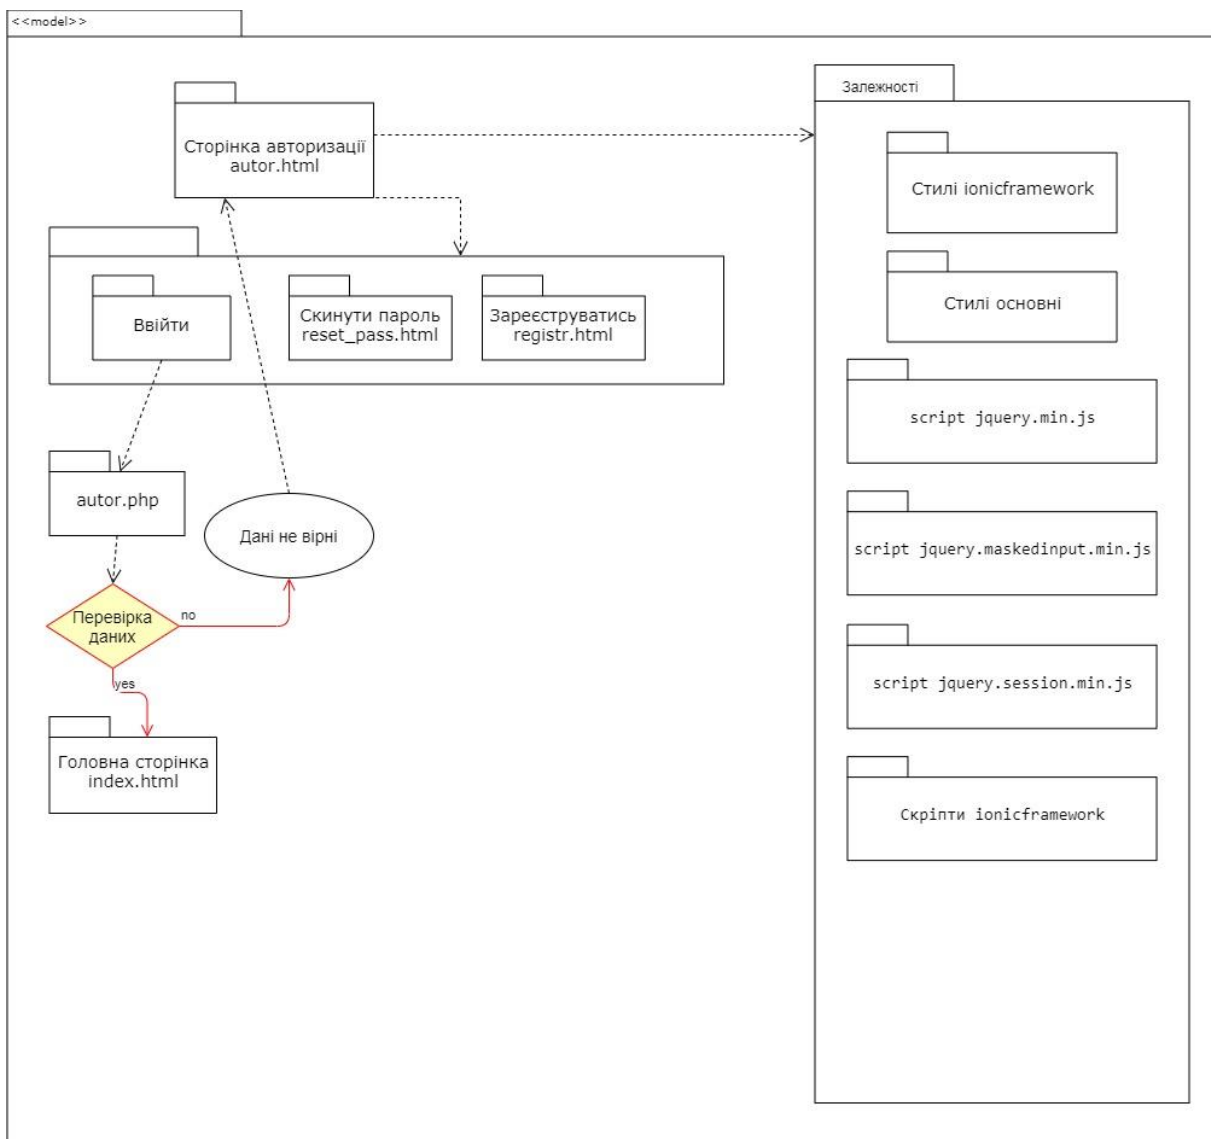 <<model>>
Залежності
Сторінка авторизації
autor.html
Стилі ionicframework
Стилі основні
Ввійти
Скинути пароль
reset_pass.html
Зареєструватись
registr.html
script jquery.min.js
autor.php
Дані не вірні
script jquery.maskedinput.min.js
Перевірка
даних
no
yes
script jquery.session.min.js
Головна сторінка
index.html
Скріпти ionicframework